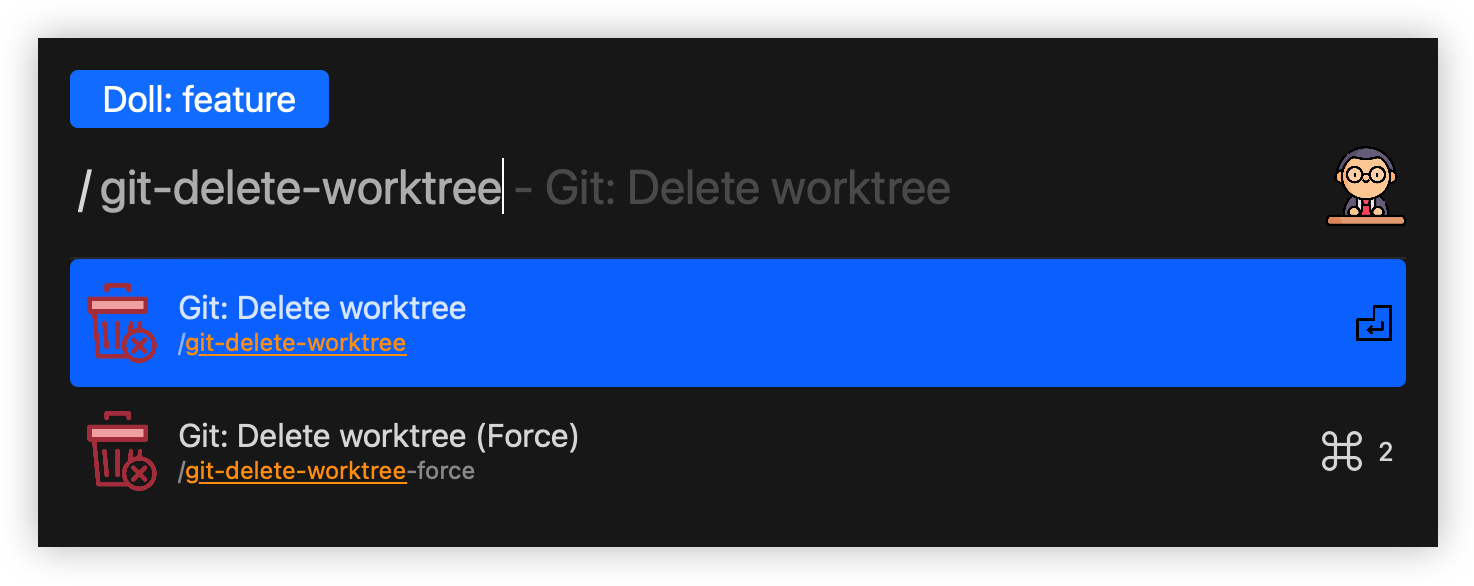 Doll: feature
/git-delete-worktree - Git: Delete worktree
Git: Delete worktree
/git-delete-worktree
Git: Delete worktree (Force)
/git-delete-worktree-force
⌘ 2